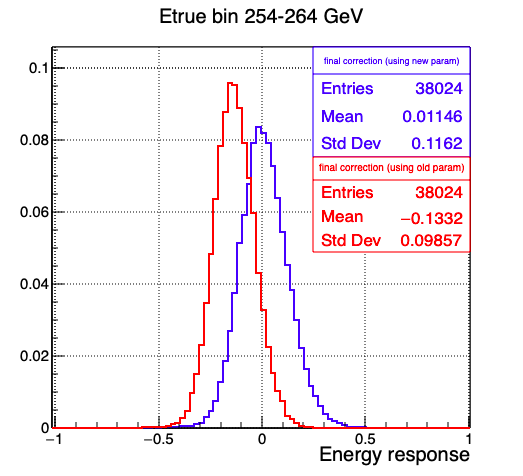 Etrue bin 254-264 GeV
final correction (using new param)
Entries 38024
Mean 0.01146
Std Dev 0.1162
final correction (using old param)
Entries 38024
Mean −0.1332
Std Dev 0.09857
0.1
0.08
0.06
0.04
0.02
0
−1 −0.5 0 0.5 1
Energy response